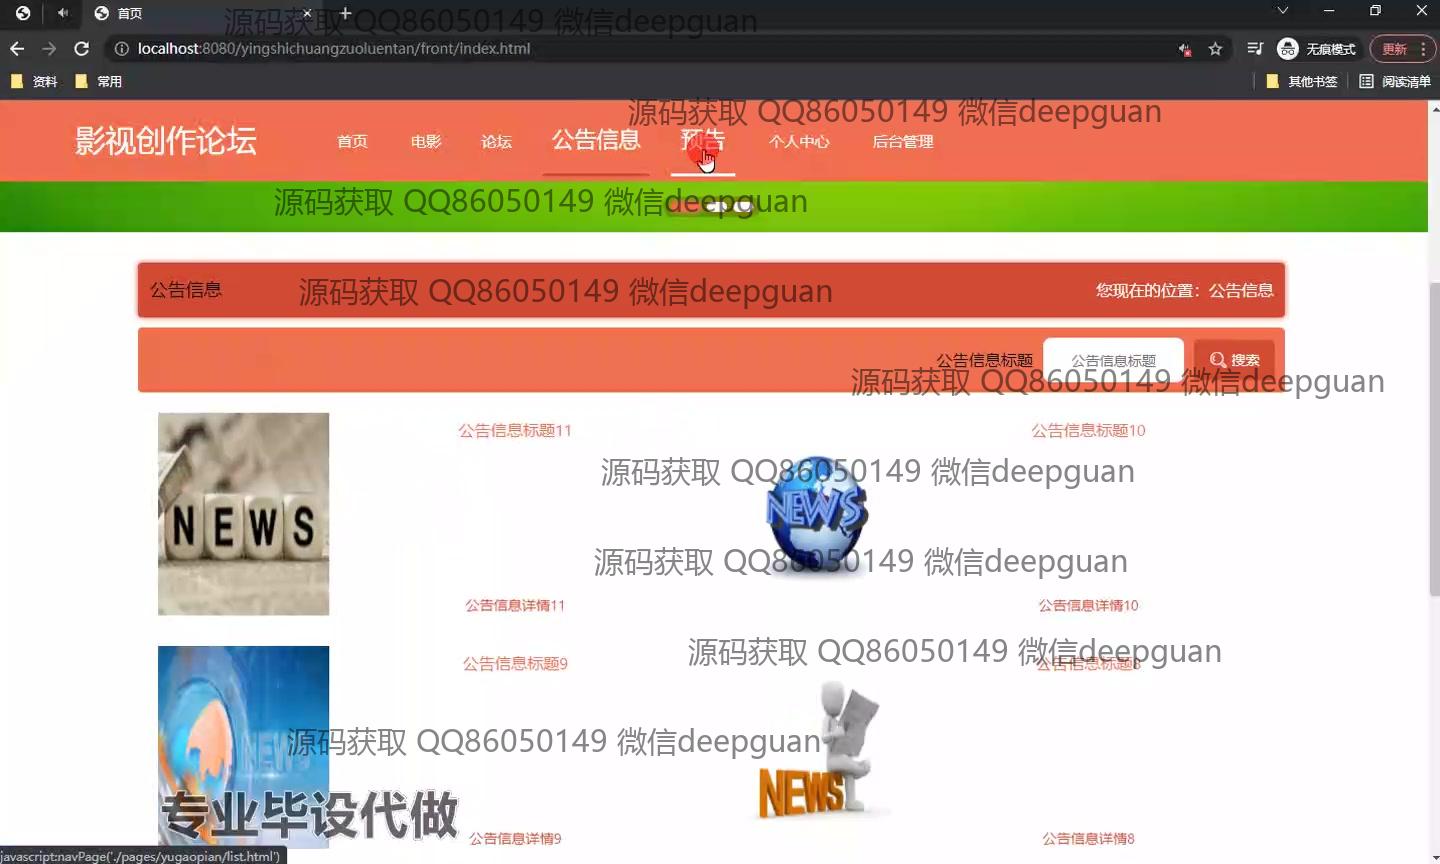 首页
源码获取 QQ86050149 微信deepguan
localhost:8080/yingshichuangzuoluentan/front/index.html
无痕模式
更新
资料
常用
其他书签
阅读清单
源码获取 QQ86050149 微信deepguan
影视创作论坛
首页
电影
论坛
公告信息
预告
个人中心
后台管理
源码获取 QQ86050149 微信deepguan
公告信息
源码获取 QQ86050149 微信deepguan
您现在的位置：公告信息
公告信息标题
公告信息标题
搜索
源码获取 QQ86050149 微信deepguan
公告信息标题11
公告信息标题10
源码获取 QQ86050149 微信deepguan
NEWS
NEWS
源码获取 QQ86050149 微信deepguan
公告信息详情11
公告信息详情10
源码获取 QQ86050149 微信deepguan
公告信息标题9
公告信息标题8
NEWS
源码获取 QQ86050149 微信deepguan
NEWS
专业毕设代做
公告信息详情9
公告信息详情8
javascript:navPage('./pages/yugaopian/list.html')